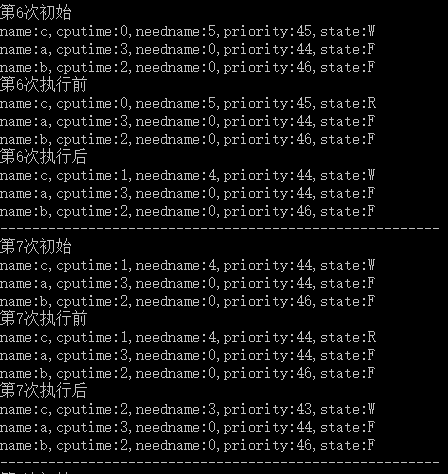 第6次初始
name:c,cputime:0,needname:5,priority:45,state:W
name:a,cputime:3,needname:0,priority:44,state:F
name:b,cputime:2,needname:0,priority:46,state:F
第6次执行前
name:c,cputime:0,needname:5,priority:45,state:R
name:a,cputime:3,needname:0,priority:44,state:F
name:b,cputime:2,needname:0,priority:46,state:F
第6次执行后
name:c,cputime:1,needname:4,priority:44,state:W
name:a,cputime:3,needname:0,priority:44,state:F
name:b,cputime:2,needname:0,priority:46,state:F
-------------------------------------------------------
第7次初始
name:c,cputime:1,needname:4,priority:44,state:W
name:a,cputime:3,needname:0,priority:44,state:F
name:b,cputime:2,needname:0,priority:46,state:F
第7次执行前
name:c,cputime:1,needname:4,priority:44,state:R
name:a,cputime:3,needname:0,priority:44,state:F
name:b,cputime:2,needname:0,priority:46,state:F
第7次执行后
name:c,cputime:2,needname:3,priority:43,state:W
name:a,cputime:3,needname:0,priority:44,state:F
name:b,cputime:2,needname:0,priority:46,state:F
-------------------------------------------------------